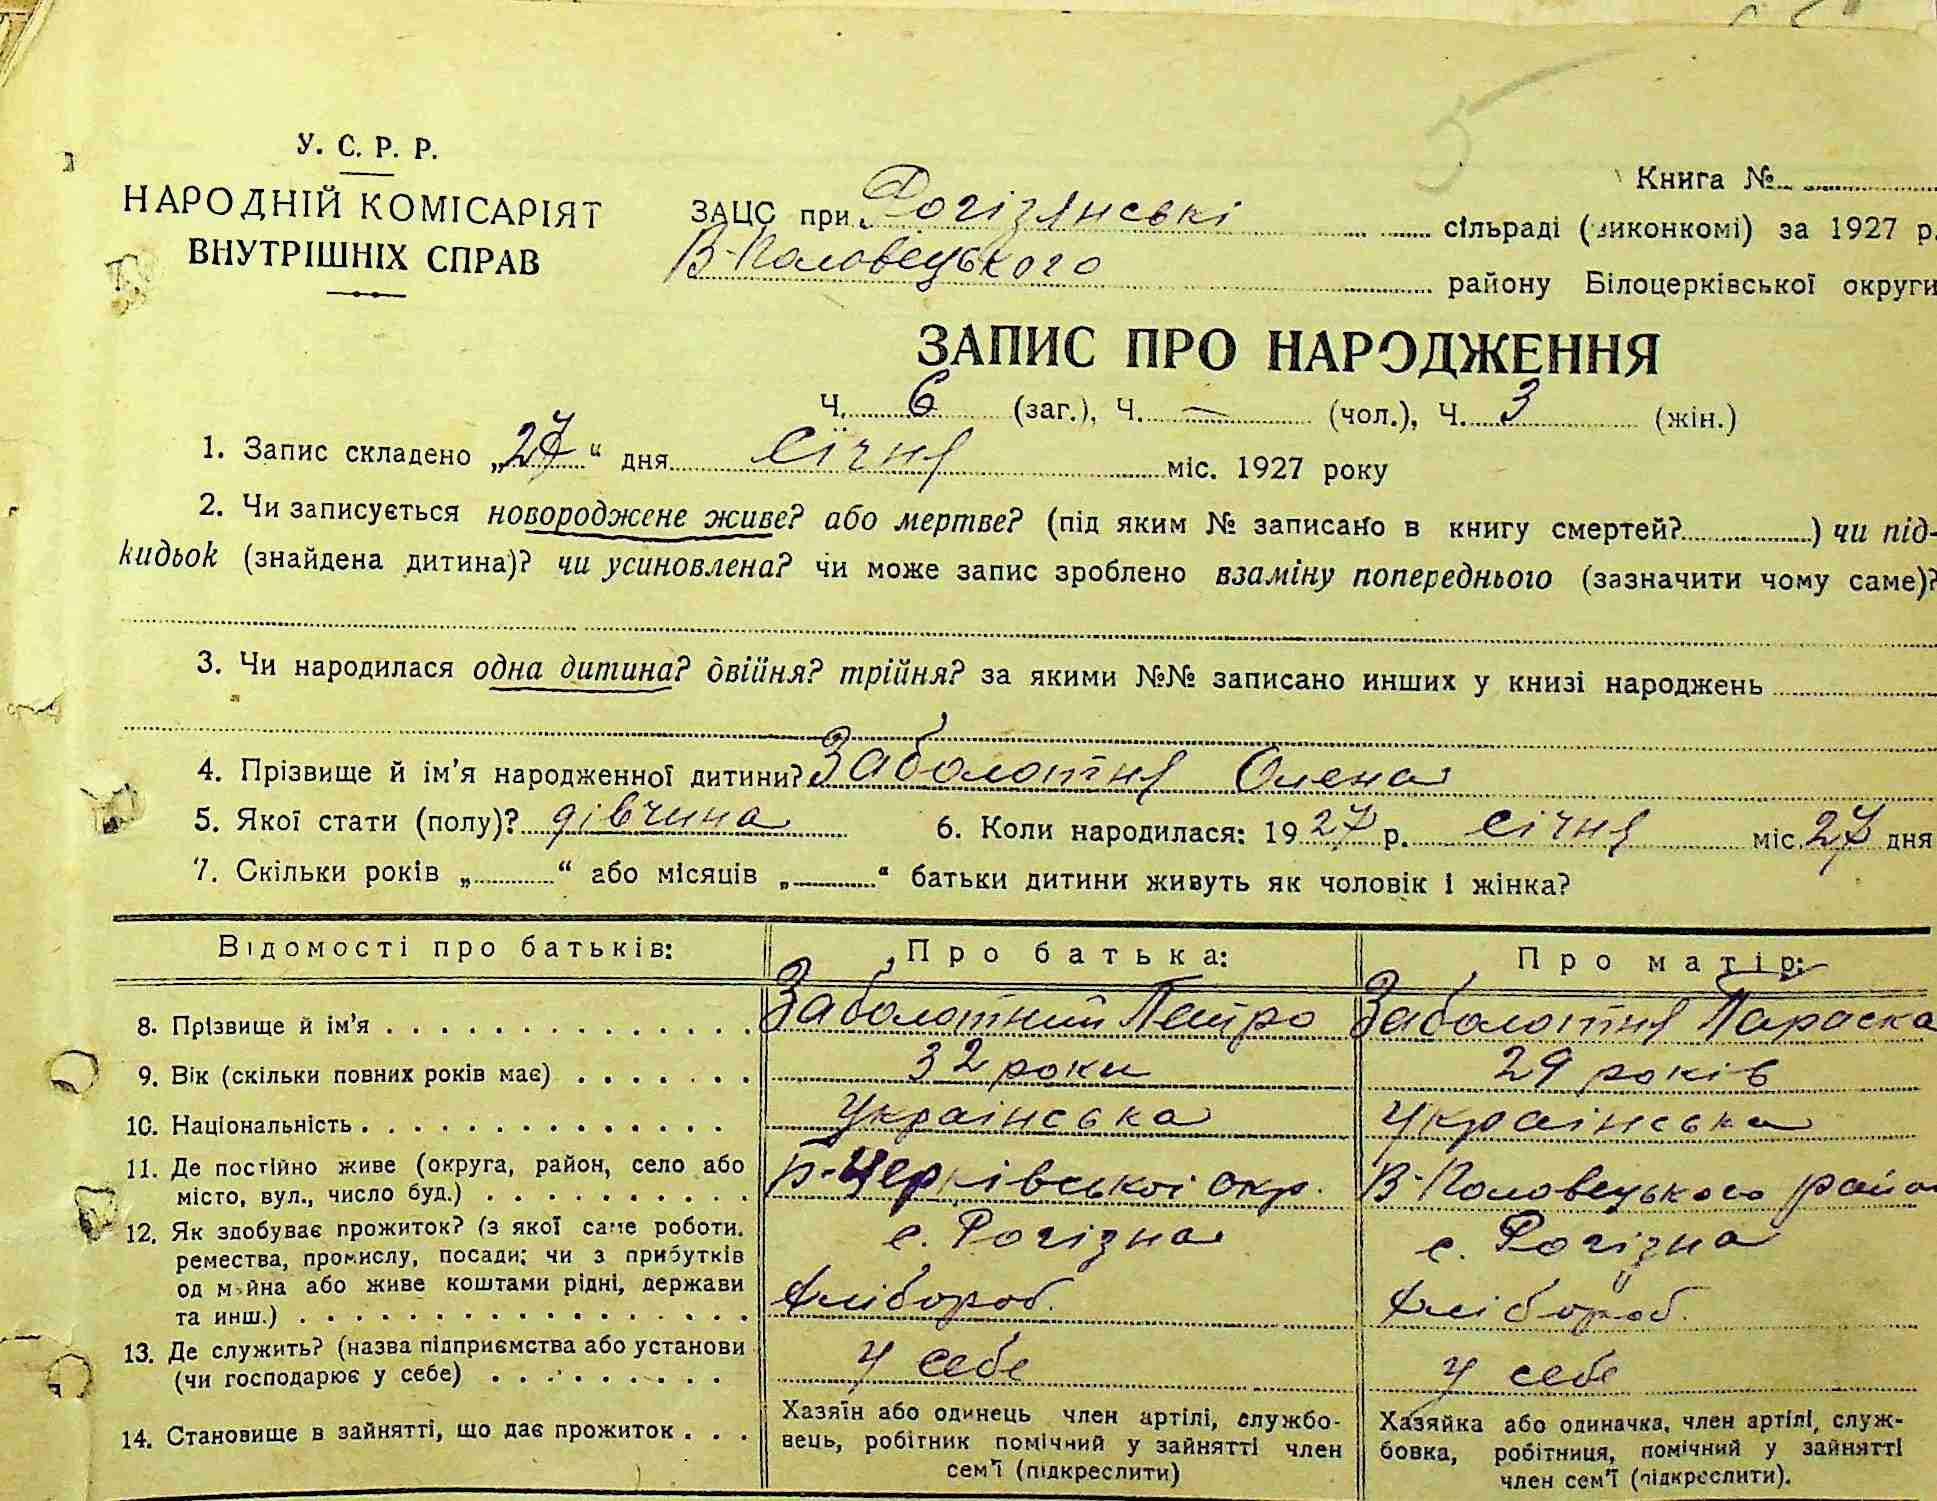 5
У. С. Р. Р.
НАРОДНІЙ КОМІСАРІЯТ
ВНУТРІШНІХ СПРАВ
Книга №
ЗАЦС при Рогізянські сільраді (виконкомі) за 1927 р.
В-Половецького району Білоцерківської округи
ЗАПИС ПРО НАРОДЖЕННЯ
Ч. 6 (заг.), Ч. — (чол.), Ч. 3 (жін.)
1. Запис складено „27“ дня січня міс. 1927 року
2. Чи записується новороджене живе? або мертве? (під яким № записано в книгу смертей?) чи під-
кидьок (знайдена дитина)? чи усиновлена? чи може запис зроблено взаміну попереднього (зазначити чому саме)?
3. Чи народилася одна дитина? двійня? трійня? за якими №№ записано инших у книзі народжень
4. Прізвище й ім'я народженної дитини? Заболотня Олена
5. Якої стати (полу)? дівчина 6. Коли народилася: 1927 р. січня міс. 27 дня
7. Скільки років „ “ або місяців „ “ батьки дитини живуть як чоловік і жінка?
Відомості про батьків: Про батька: Про матір:
8. Прізвище й ім'я Заболотний Петро Заболотня Параска
9. Вік (скільки повних років має) 32 роки 29 років
10. Національність Українська Українська
11. Де постійно живе (округа, район, село або Б-Церківської окр. В-Половецького район
місто, вул., число буд.)
12. Як здобуває прожиток? (з якої саме роботи, с. Рогізна с. Рогізна
ремества, промислу, посади; чи з прибутків
од майна або живе коштами рідні, держави хлібороб. хлібороб.
та инш.)
13. Де служить? (назва підприємства або установи у себе у себе
(чи господарює у себе)
14. Становище в зайнятті, що дає прожиток
Хазяїн або одинець член артілі, службо-
вець, робітник помічний у зайнятті член
сем'ї (підкреслити)
Хазяйка або одиначка, член артілі, служ-
бовка, робітниця, помічний у зайнятті
член сем'ї (підкреслити).